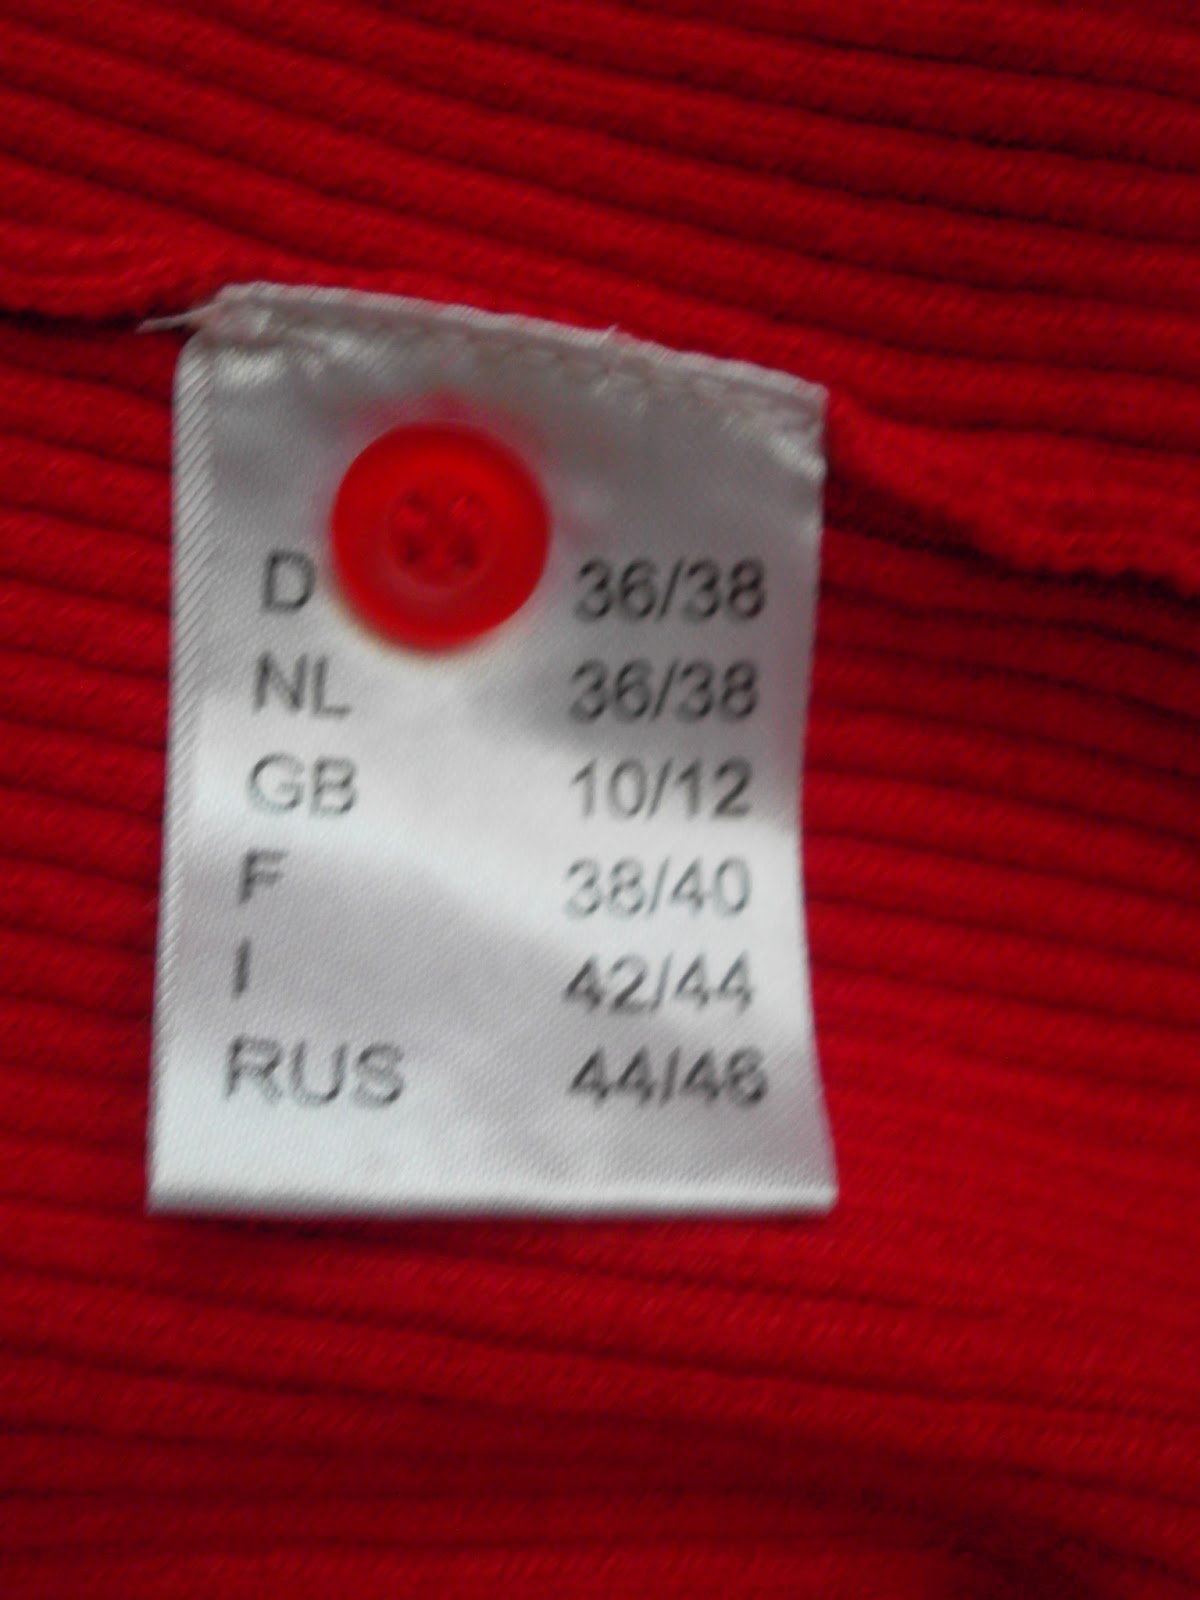 D 36/38
NL 36/38
GB 10/12
F 38/40
I 42/44
RUS 44/46